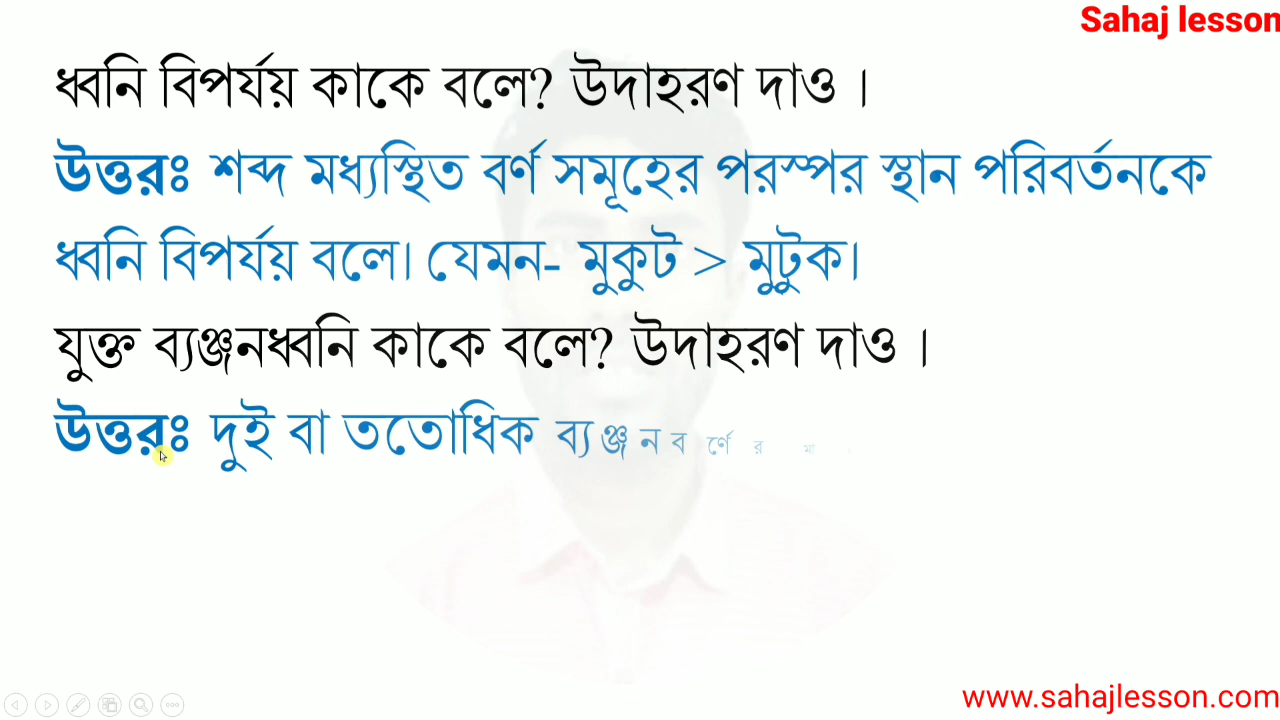 Sahaj lesson
ধ্বনি বিপর্যয় কাকে বলে? উদাহরণ দাও ।
উত্তরঃ শব্দ মধ্যস্থিত বর্ণ সমূহের পরস্পর স্থান পরিবর্তনকে
ধ্বনি বিপর্যয় বলে। যেমন- মুকুট > মুটুক।
যুক্ত ব্যঞ্জনধ্বনি কাকে বলে? উদাহরণ দাও ।
উত্তরঃ দুই বা ততোধিক ব্যঞ্জনবর্ণের মা
www.sahajlesson.com